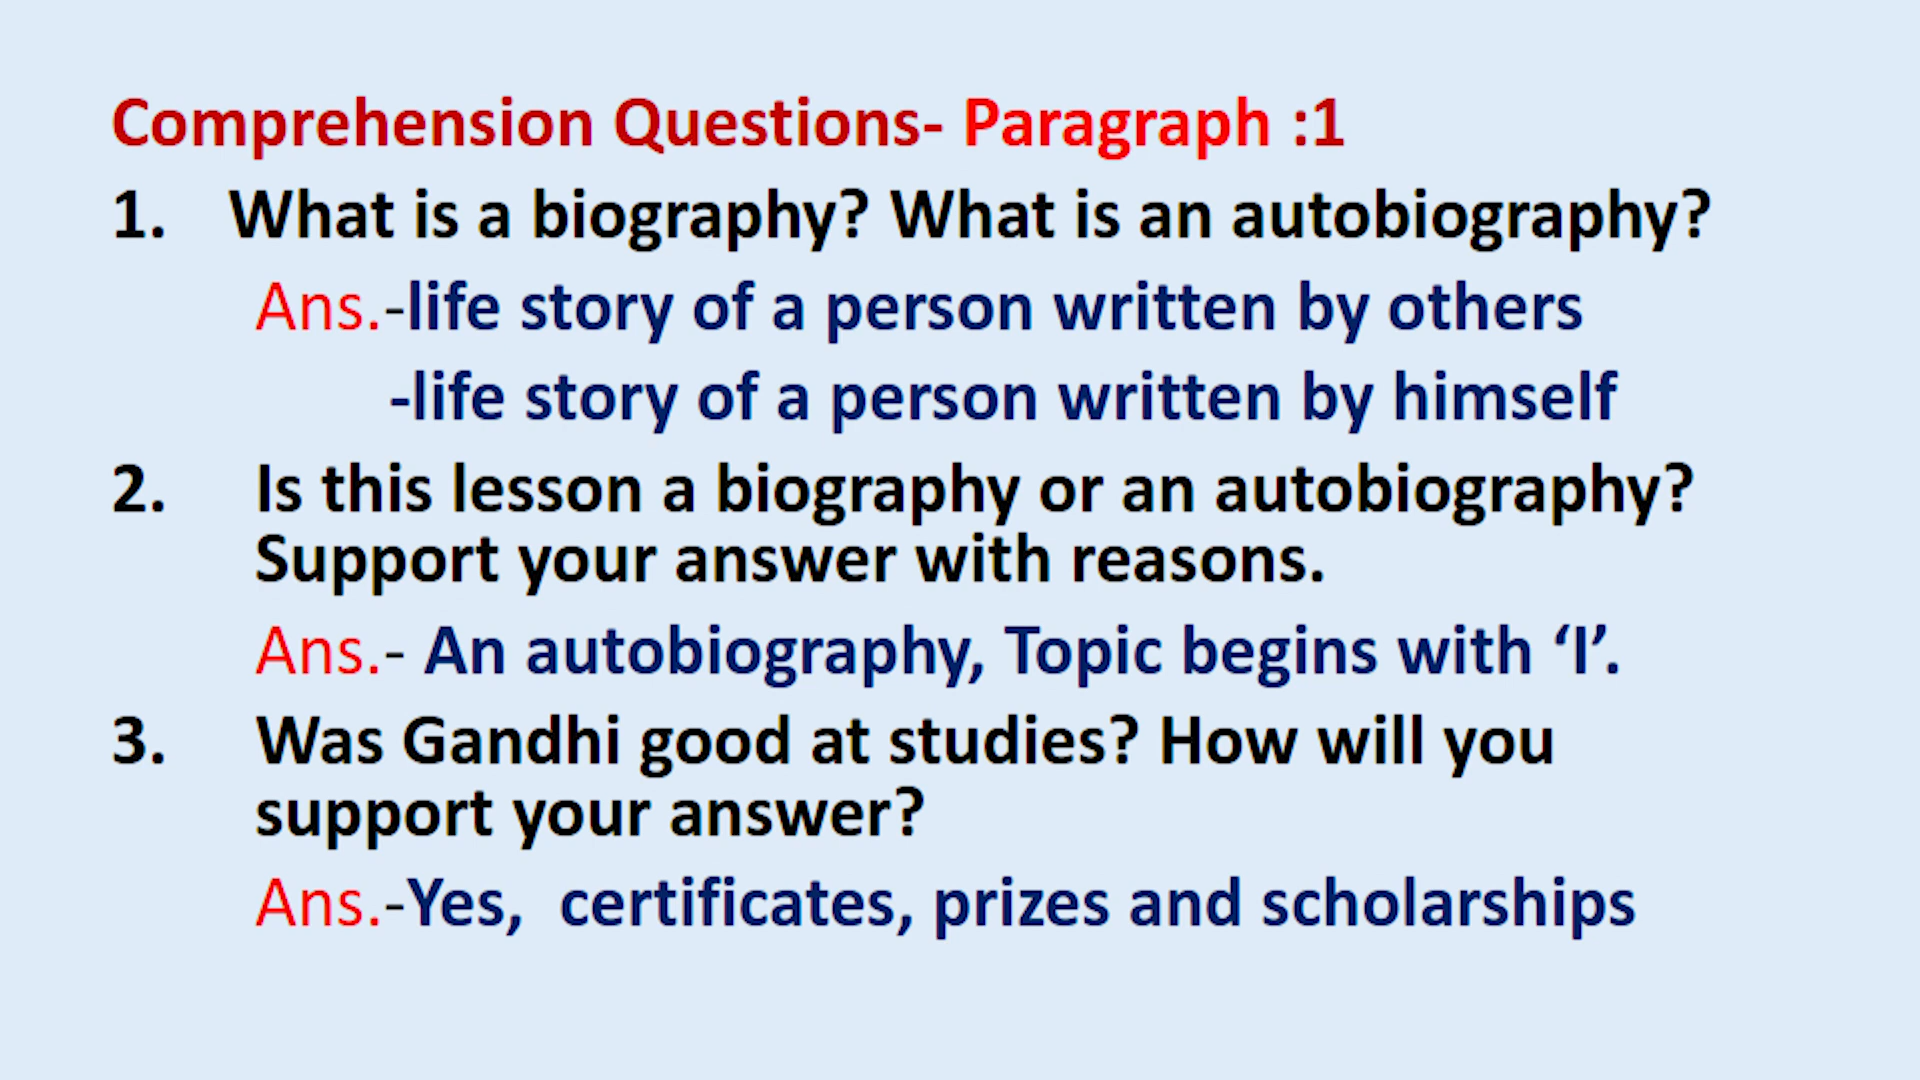 Comprehension Questions- Paragraph :1
1. What is a biography? What is an autobiography?
Ans.-life story of a person written by others
-life story of a person written by himself
2. Is this lesson a biography or an autobiography?
Support your answer with reasons.
Ans.- An autobiography, Topic begins with ‘I’.
3. Was Gandhi good at studies? How will you
support your answer?
Ans.-Yes,  certificates, prizes and scholarships